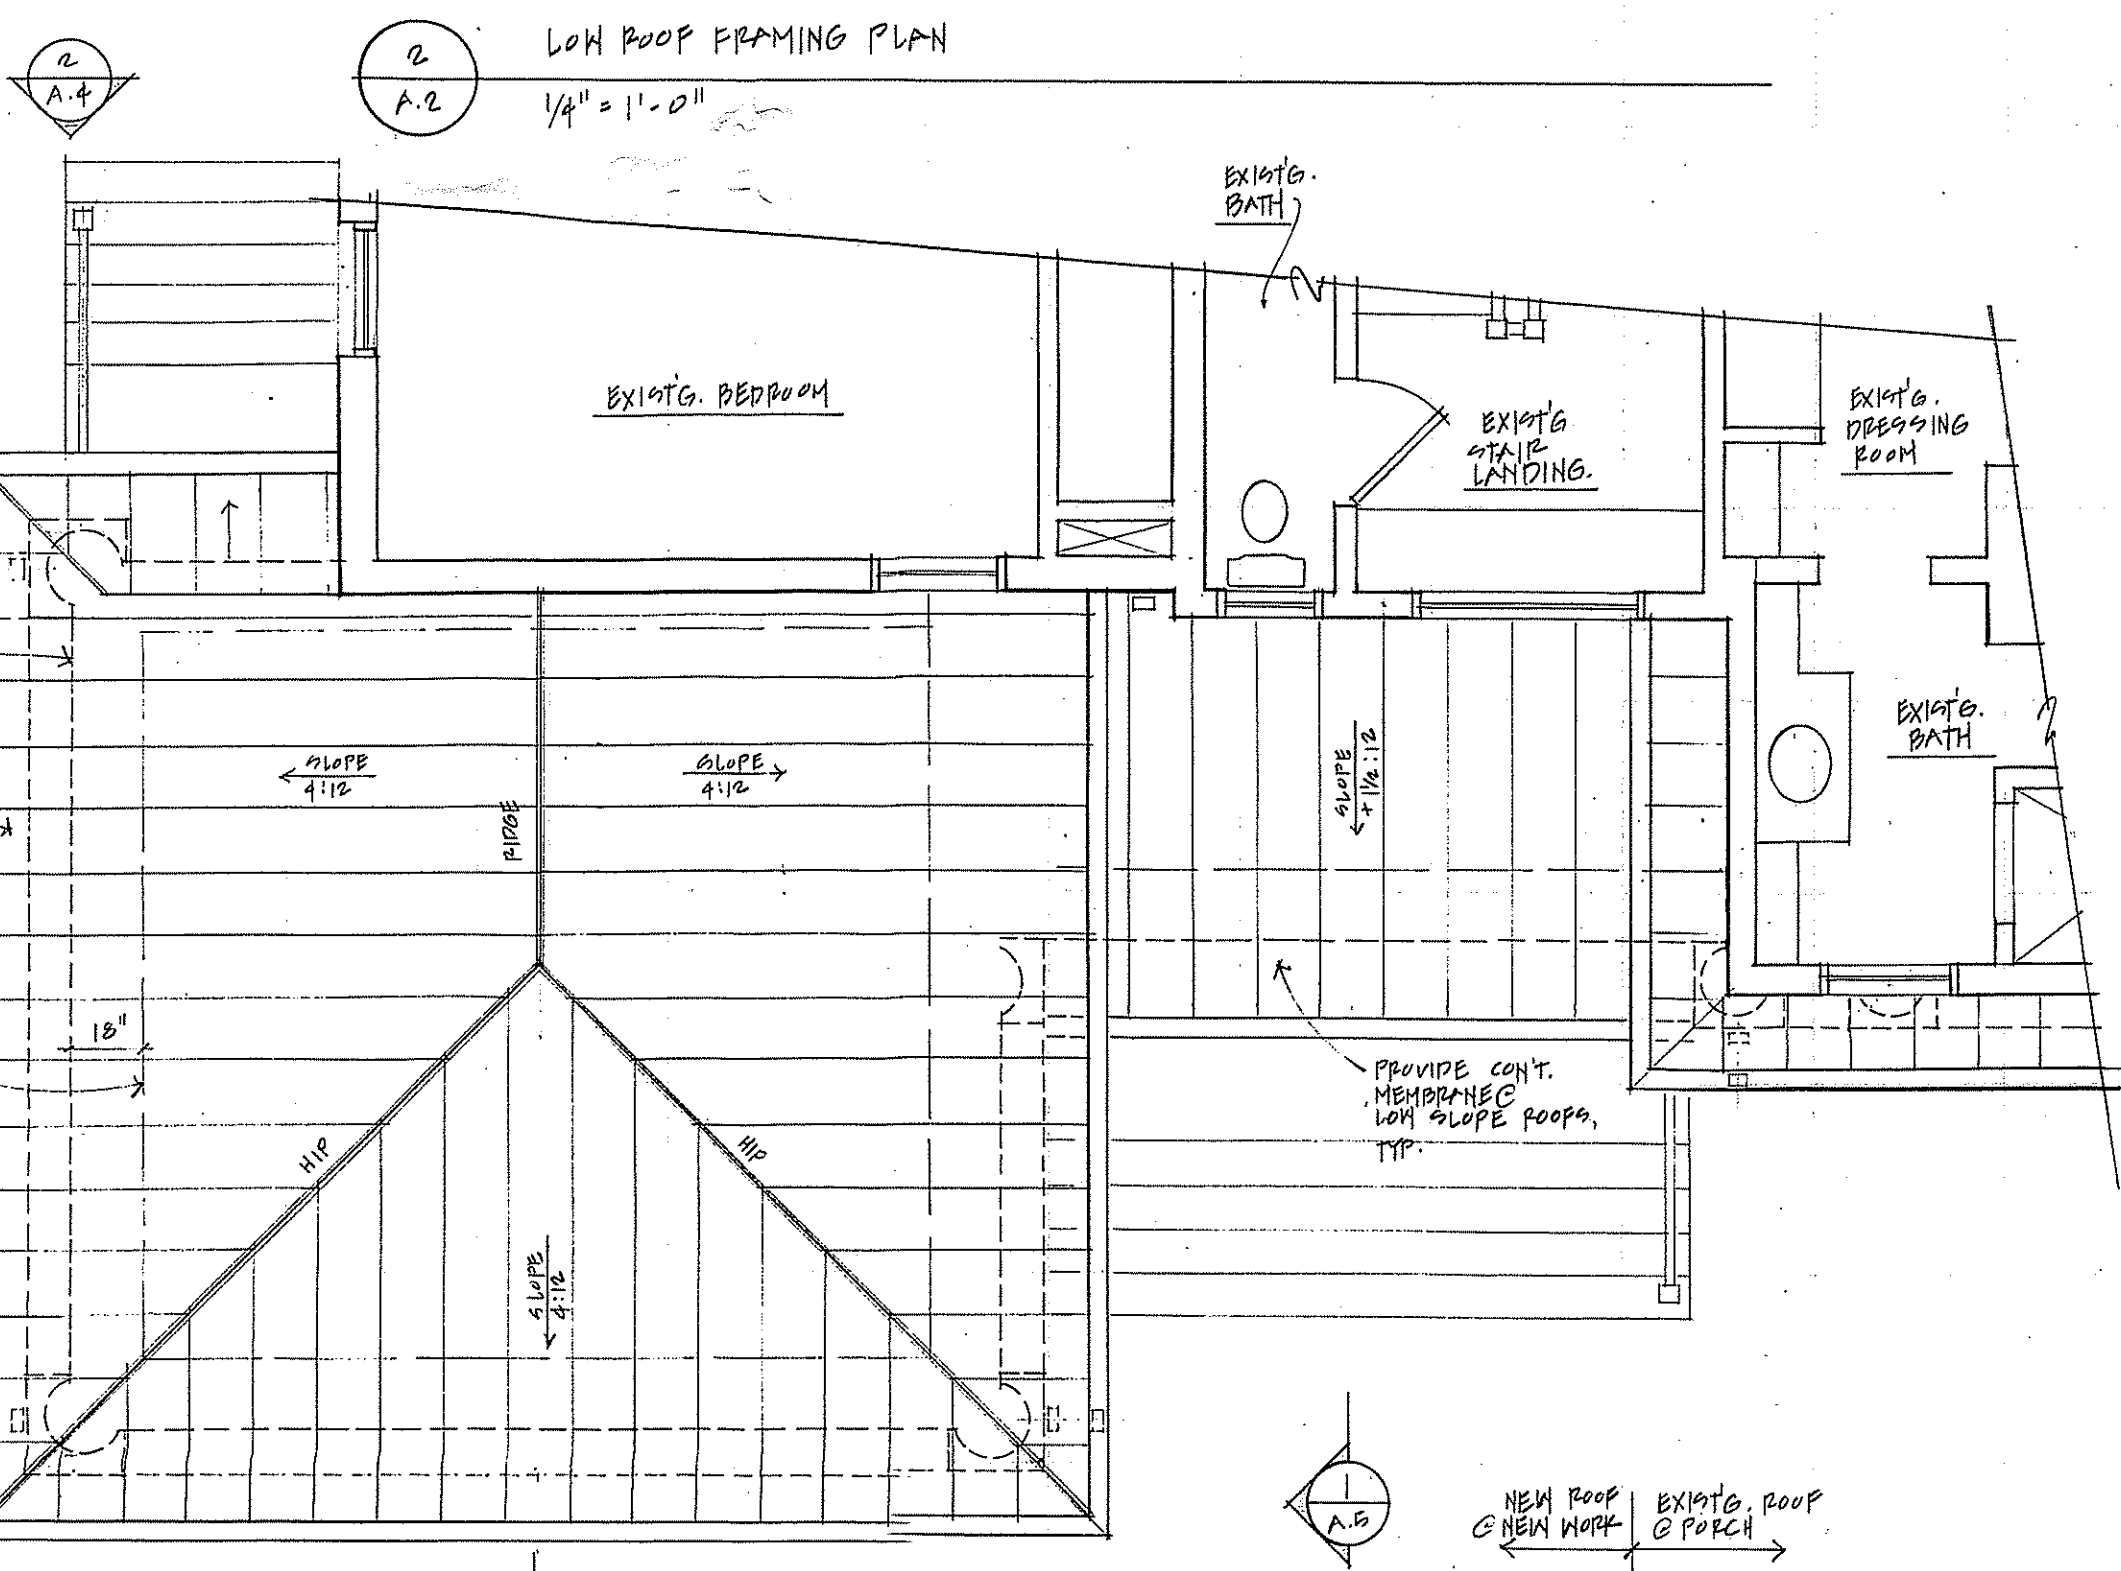 2
A.4
2
A.2
LOW ROOF FRAMING PLAN
1/4" = 1'-0"
EXIST'G.
BATH
EXIST'G. BEDROOM
EXIST'G
STAIR
LANDING.
EXIST'G.
DRESSING
ROOM
EXIST'G.
BATH
SLOPE
4:12
SLOPE
4:12
RIDGE
SLOPE
+ 1 1/2:12
18"
HIP
HIP
SLOPE
4:12
PROVIDE CON'T.
MEMBRANE @
LOW SLOPE ROOFS,
TYP.
1
A.5
NEW ROOF
@ NEW WORK
EXIST'G. ROOF
@ PORCH